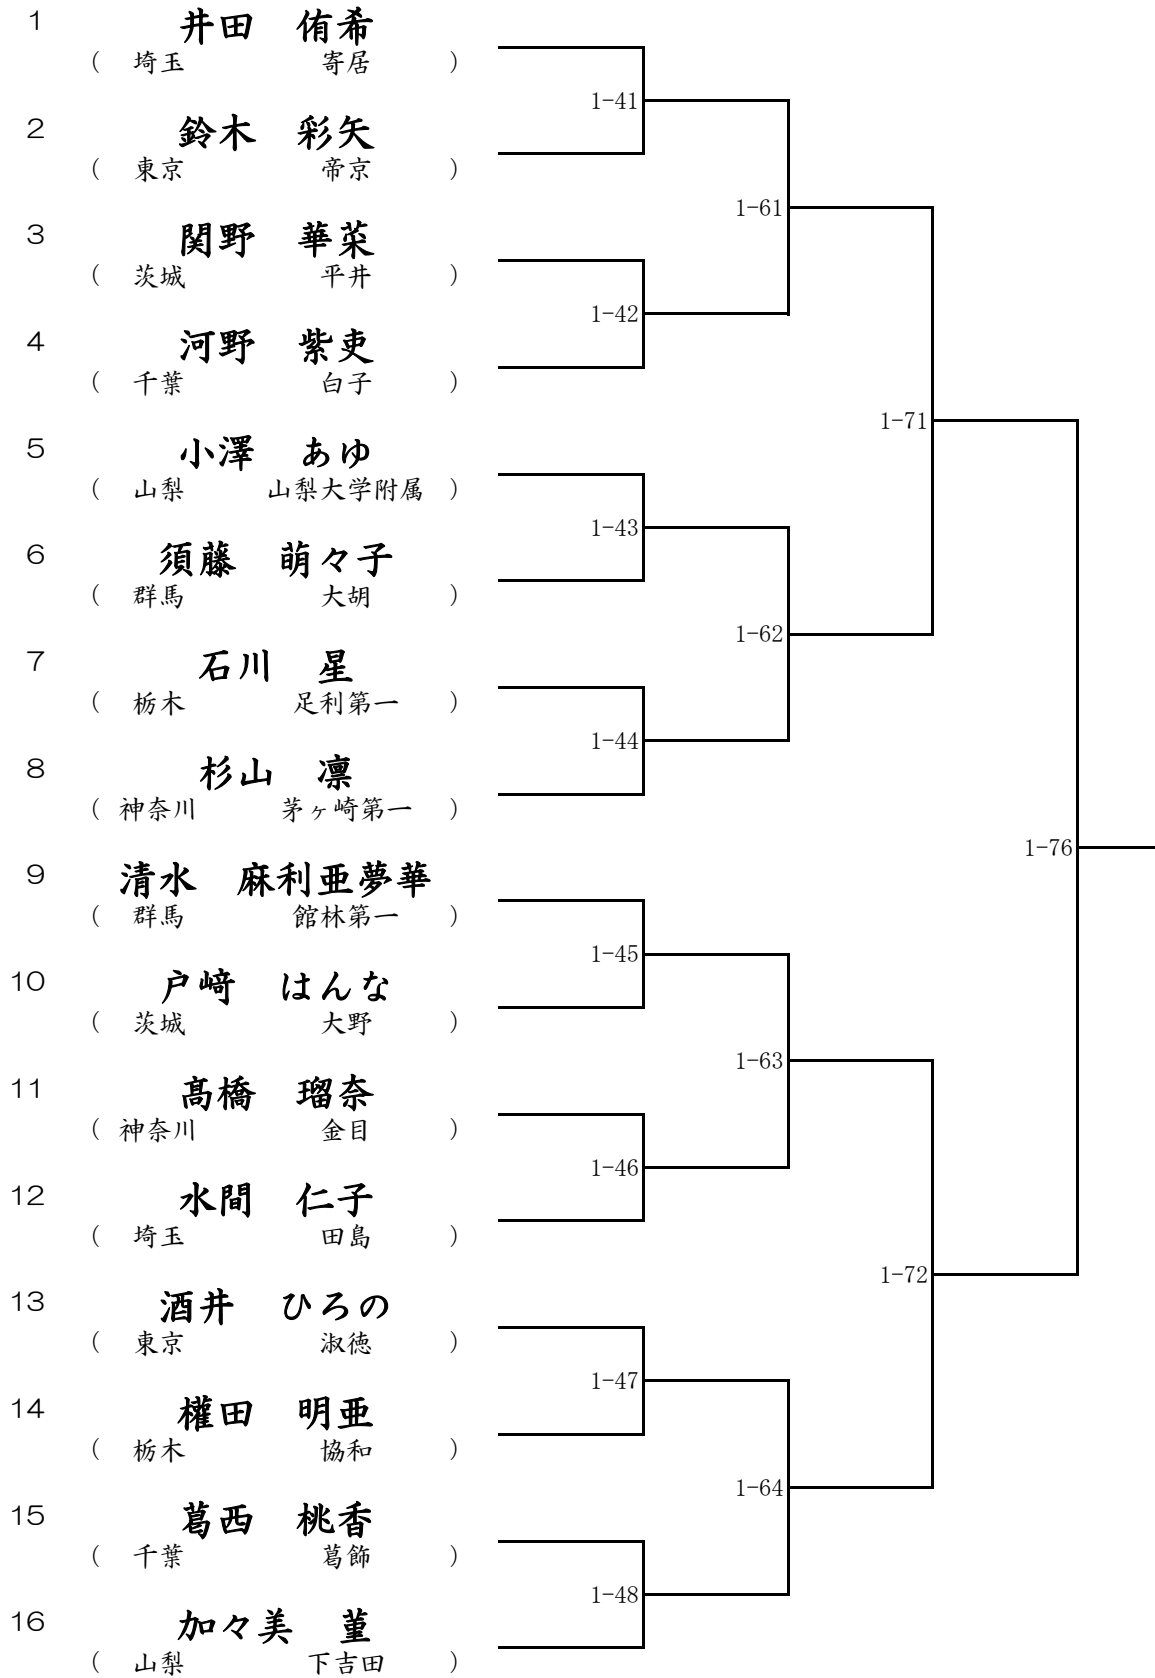 1 井田　侑希
（ 埼玉 寄居 ）
1-41
2 鈴木　彩矢
（ 東京 帝京 ）
1-61
3 関野　華菜
（ 茨城 平井 ）
1-42
4 河野　紫吏
（ 千葉 白子 ）
1-71
5 小澤　あゆ
（ 山梨 山梨大学附属 ）
1-43
6 須藤　萌々子
（ 群馬 大胡 ）
1-62
7 石川　星
（ 栃木 足利第一 ）
1-44
8 杉山　凛
（ 神奈川 茅ヶ崎第一 ）
1-76
9 清水　麻利亜夢華
（ 群馬 館林第一 ）
1-45
10 戸﨑　はんな
（ 茨城 大野 ）
1-63
11 髙橋　瑠奈
（ 神奈川 金目 ）
1-46
12 水間　仁子
（ 埼玉 田島 ）
1-72
13 酒井　ひろの
（ 東京 淑徳 ）
1-47
14 權田　明亜
（ 栃木 協和 ）
1-64
15 葛西　桃香
（ 千葉 葛飾 ）
1-48
16 加々美　菫
（ 山梨 下吉田 ）